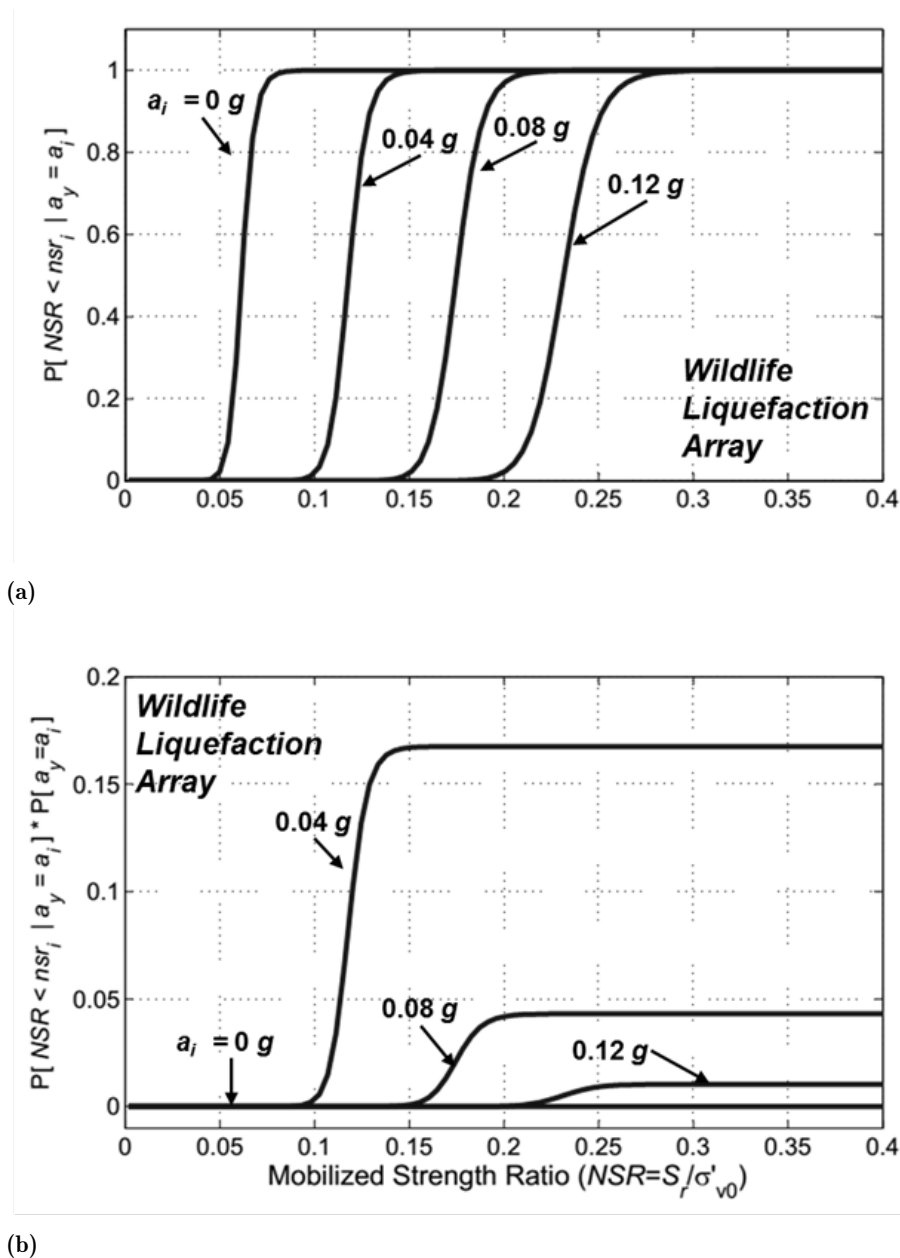 1
0.8
0.6
0.4
0.2
0
P[ NSR < nsr_i | a_y = a_i ]
a_i = 0 g
0.04 g
0.08 g
0.12 g
Wildlife
Liquefaction
Array
0 0.05 0.1 0.15 0.2 0.25 0.3 0.35 0.4
(a)
0.2
0.15
0.1
0.05
0
P[ NSR < nsr_i | a_y = a_i ] * P[ a_y =a_i ]
Wildlife
Liquefaction
Array
0.04 g
0.08 g
a_i = 0 g
0.12 g
0 0.05 0.1 0.15 0.2 0.25 0.3 0.35 0.4
Mobilized Strength Ratio (NSR=S_r/σ'_v0)
(b)